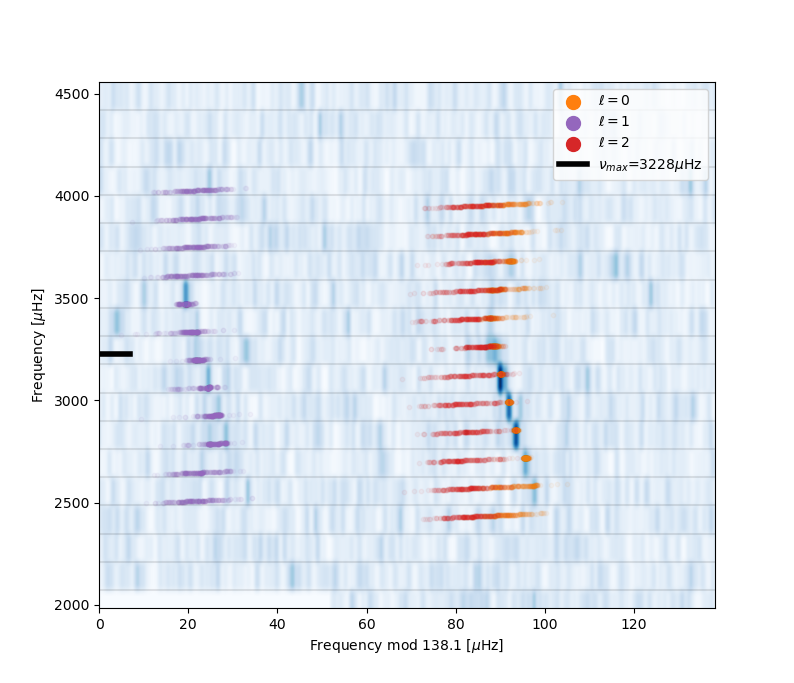 4500
4000
3500
3000
2500
2000
0
20
40
60
80
100
120
Frequency [μHz]
Frequency mod 138.1 [μHz]
ℓ = 0
ℓ = 1
ℓ = 2
ν_max=3228μHz